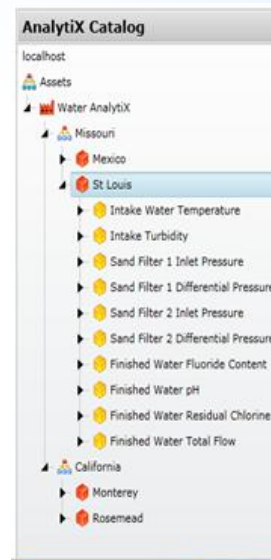 AnalytiX Catalog
localhost
Assets
Water AnalytiX
Missouri
Mexico
St Louis
Intake Water Temperature
Intake Turbidity
Sand Filter 1 Inlet Pressure
Sand Filter 1 Differential Pressure
Sand Filter 2 Inlet Pressure
Sand Filter 2 Differential Pressure
Finished Water Fluoride Content
Finished Water pH
Finished Water Residual Chlorine
Finished Water Total Flow
California
Monterey
Rosemead